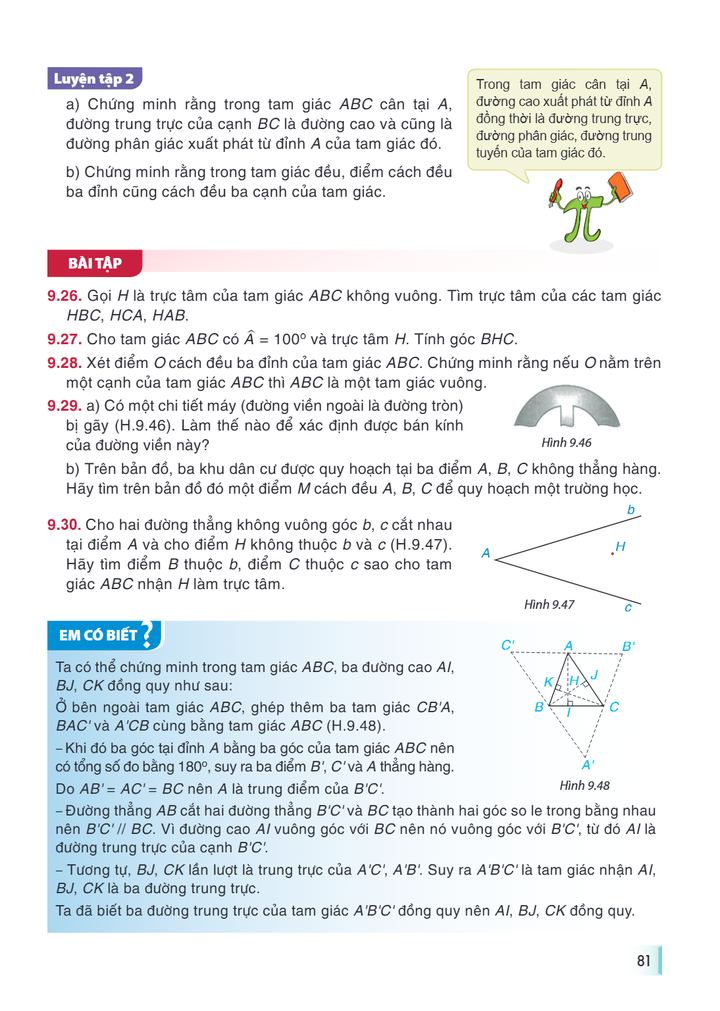 Luyện tập 2
a) Chứng minh rằng trong tam giác ABC cân tại A,
đường trung trực của cạnh BC là đường cao và cũng là
đường phân giác xuất phát từ đỉnh A của tam giác đó.
b) Chứng minh rằng trong tam giác đều, điểm cách đều
ba đỉnh cũng cách đều ba cạnh của tam giác.
Trong tam giác cân tại A,
đường cao xuất phát từ đỉnh A
đồng thời là đường trung trực,
đường phân giác, đường trung
tuyến của tam giác đó.
BÀI TẬP
9.26. Gọi H là trực tâm của tam giác ABC không vuông. Tìm trực tâm của các tam giác
HBC, HCA, HAB.
9.27. Cho tam giác ABC có Â = 100º và trực tâm H. Tính góc BHC.
9.28. Xét điểm O cách đều ba đỉnh của tam giác ABC. Chứng minh rằng nếu O nằm trên
một cạnh của tam giác ABC thì ABC là một tam giác vuông.
9.29. a) Có một chi tiết máy (đường viền ngoài là đường tròn)
bị gãy (H.9.46). Làm thế nào để xác định được bán kính
của đường viền này?
Hình 9.46
b) Trên bản đồ, ba khu dân cư được quy hoạch tại ba điểm A, B, C không thẳng hàng.
Hãy tìm trên bản đồ đó một điểm M cách đều A, B, C để quy hoạch một trường học.
9.30. Cho hai đường thẳng không vuông góc b, c cắt nhau
tại điểm A và cho điểm H không thuộc b và c (H.9.47).
Hãy tìm điểm B thuộc b, điểm C thuộc c sao cho tam
giác ABC nhận H làm trực tâm.
b
A
H
c
Hình 9.47
EM CÓ BIẾT?
Ta có thể chứng minh trong tam giác ABC, ba đường cao AI,
BJ, CK đồng quy như sau:
Ở bên ngoài tam giác ABC, ghép thêm ba tam giác CB'A,
BAC' và A'CB cùng bằng tam giác ABC (H.9.48).
– Khi đó ba góc tại đỉnh A bằng ba góc của tam giác ABC nên
có tổng số đo bằng 180º, suy ra ba điểm B', C' và A thẳng hàng.
Do AB' = AC' = BC nên A là trung điểm của B'C'.
C'
A
B'
K
H
J
B
I
C
A'
Hình 9.48
– Đường thẳng AB cắt hai đường thẳng B'C' và BC tạo thành hai góc so le trong bằng nhau
nên B'C' // BC. Vì đường cao AI vuông góc với BC nên nó vuông góc với B'C', từ đó AI là
đường trung trực của cạnh B'C'.
– Tương tự, BJ, CK lần lượt là trung trực của A'C', A'B'. Suy ra A'B'C' là tam giác nhận AI,
BJ, CK là ba đường trung trực.
Ta đã biết ba đường trung trực của tam giác A'B'C' đồng quy nên AI, BJ, CK đồng quy.
81